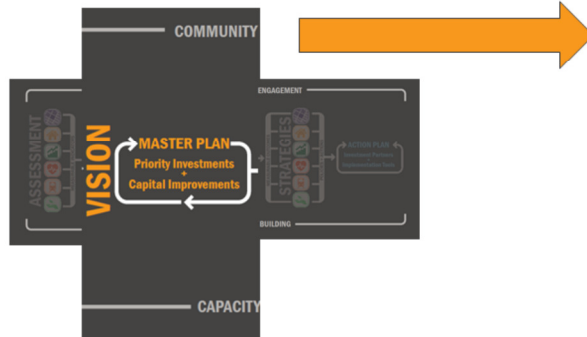 COMMUNITY
ENGAGEMENT
ASSESSMENT
VISION
MASTER PLAN
Priority Investments
+
Capital Improvements
STRATEGIES
ACTION PLAN
BUILDING
CAPACITY